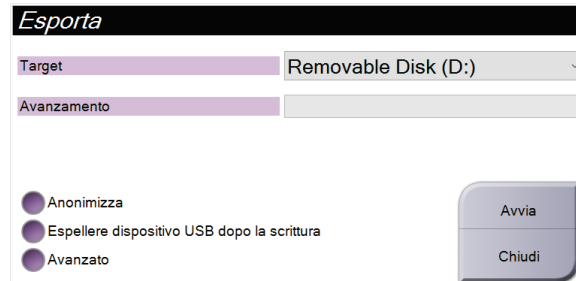 Esporta
Target Removable Disk (D:)
Avanzamento
Anonimizza
Espellere dispositivo USB dopo la scrittura
Avanzato
Avvia
Chiudi